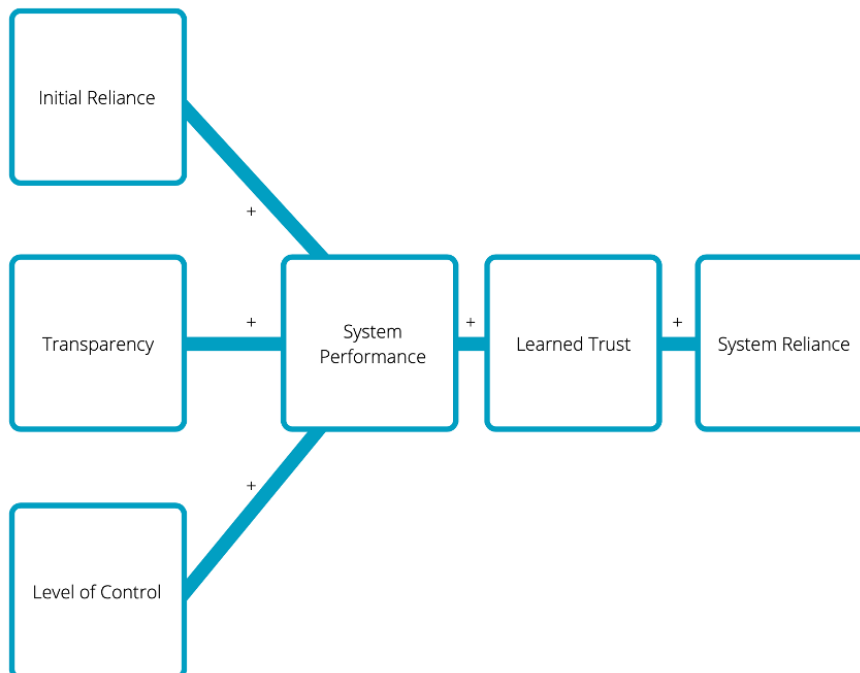 Initial Reliance
+
Transparency
+
System
Performance
+
Learned Trust
+
System Reliance
+
Level of Control